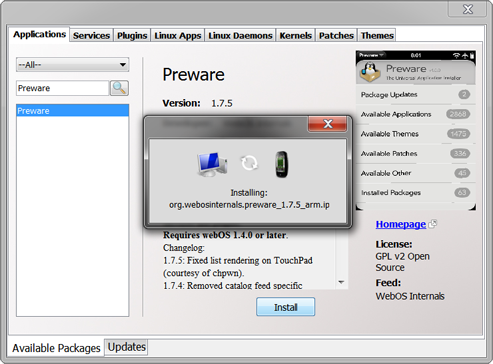 Applications Services Plugins Linux Apps Linux Daemons Kernels Patches Themes
--All--
Preware
Preware
Preware
Version: 1.7.5
Installing:
org.webosinternals.preware_1.7.5_arm.ip
Requires webOS 1.4.0 or later.
Changelog:
1.7.5: Fixed list rendering on TouchPad
(courtesy of chpwn).
1.7.4: Removed catalog feed specific
Install
Preware 8:01
Preware
The Universal Application Installer
Package Updates 2
Available Applications 2868
Available Themes 1475
Available Patches 336
Available Other 45
Installed Packages 63
Homepage
License:
GPL v2 Open
Source
Feed:
WebOS Internals
Available Packages Updates